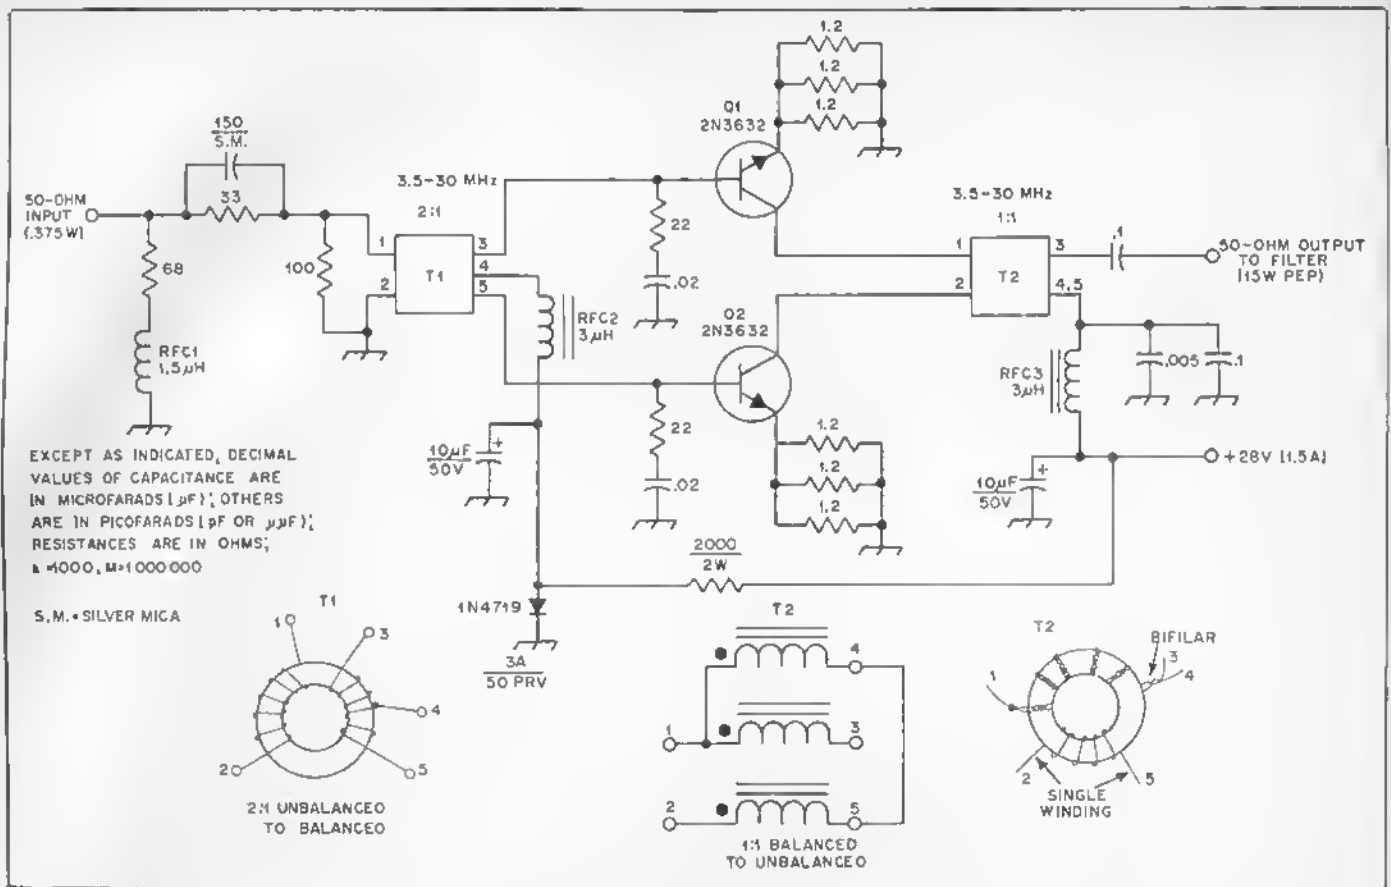 1.2
1.2
1.2
Q1
2N3632
150
S.M.
33
50-OHM
INPUT
(.375W)
68
RFC1
1.5µH
100
3.5-30 MHz
2:1
1
2
T1
3
4
5
RFC2
3µH
22
.02
Q2
2N3632
22
.02
1.2
1.2
1.2
3.5-30 MHz
1:1
1
2
T2
3
4,5
.1
50-OHM OUTPUT
TO FILTER
(15W PEP)
RFC3
3µH
.005
.1
10µF
50V
+28V (1.5A)
10µF
50V
2000
2W
1N4719
3A
50 PRV
EXCEPT AS INDICATED, DECIMAL
VALUES OF CAPACITANCE ARE
IN MICROFARADS (µF); OTHERS
ARE IN PICOFARADS (pF OR µµF);
RESISTANCES ARE IN OHMS;
k=1000, M=1000000
S.M.= SILVER MICA
T1
1
3
4
2
5
2:1 UNBALANCED
TO BALANCED
T2
4
1
3
2
5
1:1 BALANCED
TO UNBALANCED
T2
BIFILAR
1
3
4
2
5
SINGLE
WINDING